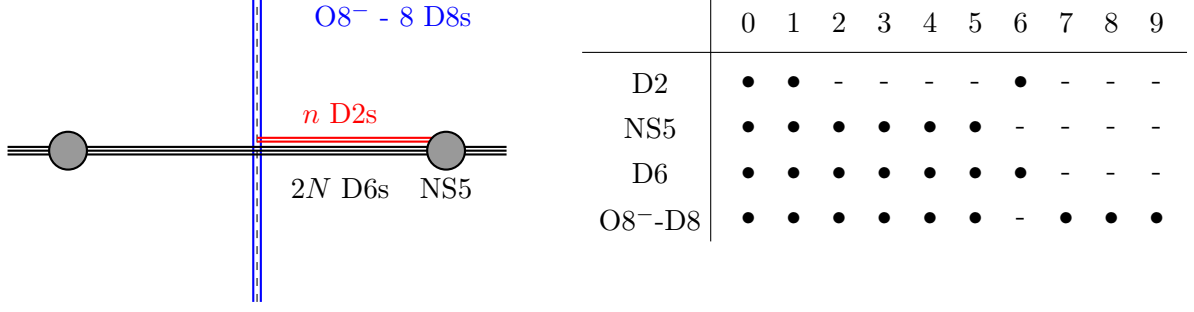 O8⁻ - 8 D8s
n D2s
2N D6s NS5
0 1 2 3 4 5 6 7 8 9
D2 • • - - - - • - - -
NS5 • • • • • • - - - -
D6 • • • • • • • - - -
O8⁻-D8 • • • • • • - • • •